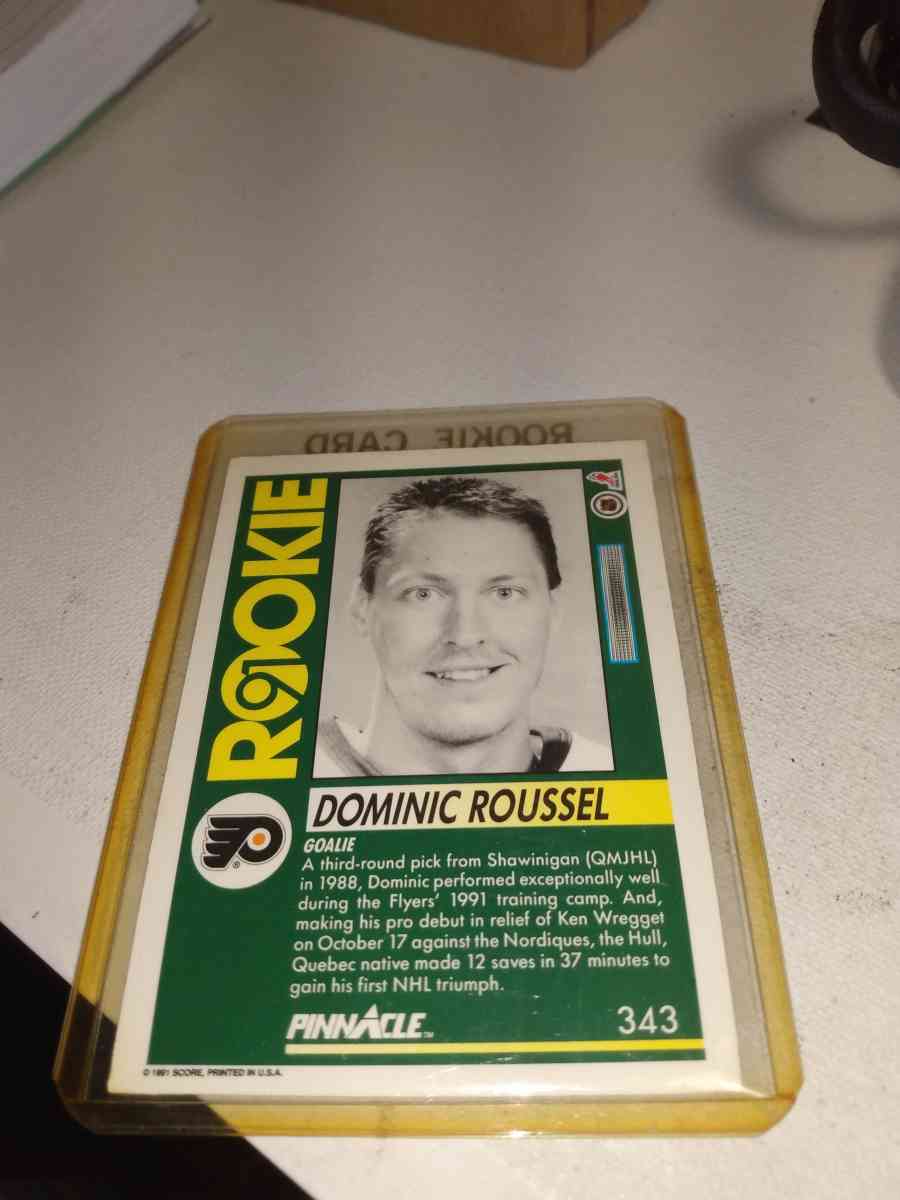 ROOKIE CARD
ROOKIE
91
DOMINIC ROUSSEL
GOALIE
A third-round pick from Shawinigan (QMJHL)
in 1988, Dominic performed exceptionally well
during the Flyers' 1991 training camp. And,
making his pro debut in relief of Ken Wregget
on October 17 against the Nordiques, the Hull,
Quebec native made 12 saves in 37 minutes to
gain his first NHL triumph.
PINNACLE™
343
© 1991 SCORE, PRINTED IN U.S.A.